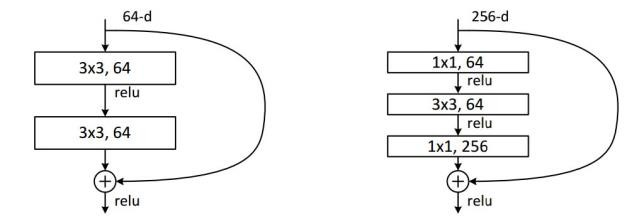 64-d
3x3, 64
relu
3x3, 64
+
relu
256-d
1x1, 64
relu
3x3, 64
relu
1x1, 256
+
relu